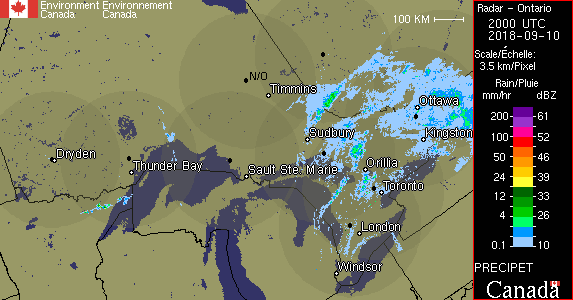 Environment Environnement
Canada Canada
100 KM
N/O
Timmins
Ottawa
Sudbury
Kingston
Dryden
Thunder Bay
Sault Ste. Marie
Orillia
Toronto
London
Windsor
Radar - Ontario
2000 UTC
2018-09-10
Scale/Échelle:
3.5 km/Pixel
Rain/Pluie
mm/hr dBZ
200 61
100 56
50 52
50 46
24 39
12 33
4 26
0.1 10
PRECIPET
Canada